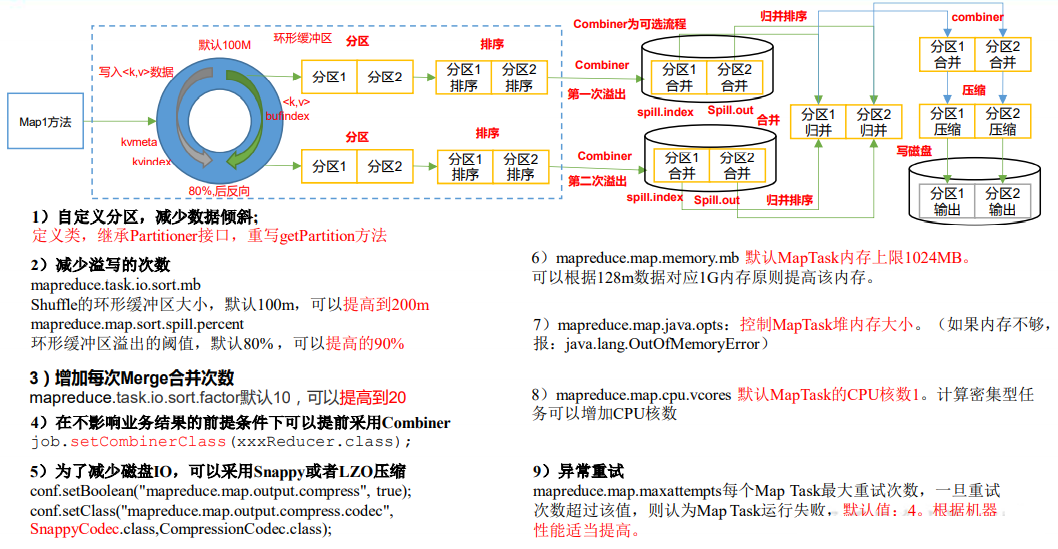 默认100M
环形缓冲区
分区
排序
写入<k,v>数据
分区1 分区2
分区1 排序 分区2 排序
Map1方法
<k,v>
bufindex
kvmeta
kvindex
分区
排序
80%,后反向
分区1 分区2
分区1 排序 分区2 排序
Combiner为可选流程
归并排序
Combiner
第一次溢出
分区1 合并 分区2 合并
spill.index
Spill.out
合并
Combiner
第二次溢出
分区1 合并 分区2 合并
spill.index
Spill.out
归并排序
分区1 归并 分区2 归并
combiner
分区1 合并 分区2 合并
压缩
分区1 压缩 分区2 压缩
写磁盘
分区1 输出 分区2 输出
1）自定义分区，减少数据倾斜;
定义类，继承Partitioner接口，重写getPartition方法
2）减少溢写的次数
mapreduce.task.io.sort.mb
Shuffle的环形缓冲区大小，默认100m，可以提高到200m
mapreduce.map.sort.spill.percent
环形缓冲区溢出的阈值，默认80%，可以提高的90%
3）增加每次Merge合并次数
mapreduce.task.io.sort.factor默认10，可以提高到20
4）在不影响业务结果的前提条件下可以提前采用Combiner
job.setCombinerClass(xxxReducer.class);
5）为了减少磁盘IO，可以采用Snappy或者LZO压缩
conf.setBoolean("mapreduce.map.output.compress", true);
conf.setClass("mapreduce.map.output.compress.codec",
SnappyCodec.class,CompressionCodec.class);
6）mapreduce.map.memory.mb 默认MapTask内存上限1024MB。
可以根据128m数据对应1G内存原则提高该内存。
7）mapreduce.map.java.opts：控制MapTask堆内存大小。（如果内存不够，
报：java.lang.OutOfMemoryError）
8）mapreduce.map.cpu.vcores 默认MapTask的CPU核数1。计算密集型任
务可以增加CPU核数
9）异常重试
mapreduce.map.maxattempts每个Map Task最大重试次数，一旦重试
次数超过该值，则认为Map Task运行失败，默认值：4。根据机器
性能适当提高。